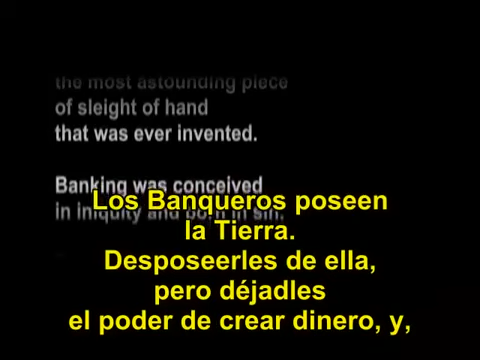 the most astounding piece
of sleight of hand
that was ever invented.
Banking was conceived
in iniquity and born in sin.
Los Banqueros poseen
la Tierra.
Desposeerles de ella,
pero déjadles
el poder de crear dinero, y,